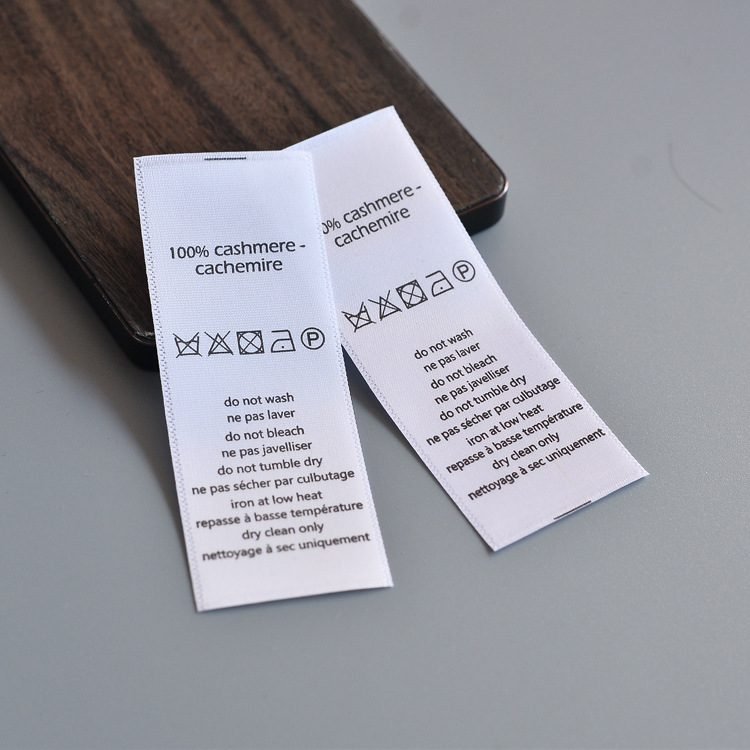 100% cashmere -
cachemire
P
do not wash
ne pas laver
do not bleach
ne pas javelliser
do not tumble dry
ne pas sécher par culbutage
iron at low heat
repasse à basse température
dry clean only
nettoyage à sec uniquement
0% cashmere -
cachemire
P
do not wash
ne pas laver
do not bleach
ne pas javelliser
do not tumble dry
ne pas sécher par culbutage
iron at low heat
repasse à basse température
dry clean only
nettoyage à sec uniquement